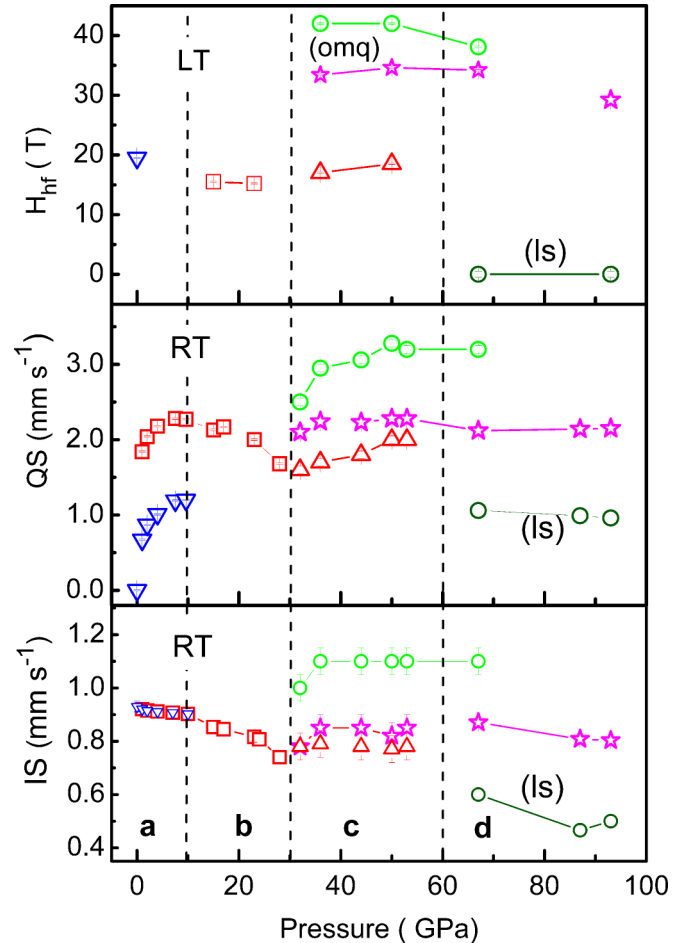 40
30
20
10
0
H_hf ( T)
LT
(omq)
(ls)
3.0
2.0
1.0
0.0
QS (mm s⁻¹)
RT
(ls)
1.2
1.0
0.8
0.6
0.4
IS (mm s⁻¹)
RT
(ls)
a b c d
0 20 40 60 80 100
Pressure ( GPa)